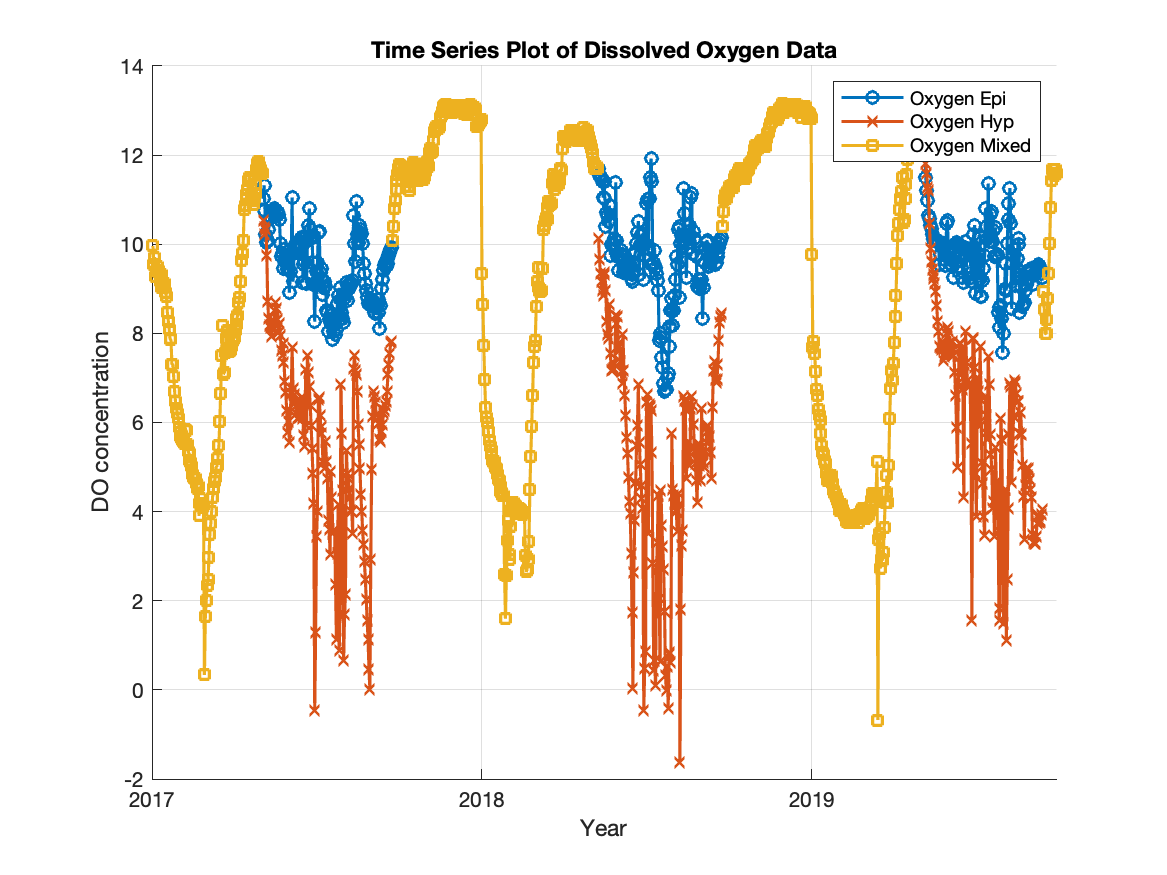 Time Series Plot of Dissolved Oxygen Data
14
12
10
8
6
4
2
0
-2
DO concentration
Oxygen Epi
Oxygen Hyp
Oxygen Mixed
2017
2018
2019
Year